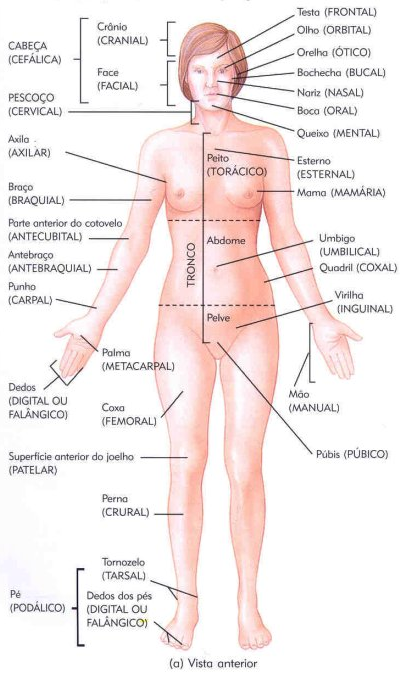 Crânio
(CRANIAL)
CABEÇA
(CEFÁLICA)
Face
(FACIAL)
PESCOÇO
(CERVICAL)
Axila
(AXILAR)
Braço
(BRAQUIAL)
Parte anterior do cotovelo
(ANTECUBITAL)
Antebraço
(ANTEBRAQUIAL)
Punho
(CARPAL)
Palma
(METACARPAL)
Dedos
(DIGITAL OU
FALÂNGICO)
Coxa
(FEMORAL)
Superfície anterior do joelho
(PATELAR)
Perna
(CRURAL)
Tornozelo
(TARSAL)
Pé
(PODÁLICO)
Dedos dos pés
(DIGITAL OU
FALÂNGICO)
Testa (FRONTAL)
Olho (ORBITAL)
Orelha (ÓTICO)
Bochecha (BUCAL)
Nariz (NASAL)
Boca (ORAL)
Queixo (MENTAL)
Peito
(TORÁCICO)
Esterno
(ESTERNAL)
Mama (MAMÁRIA)
TRONCO
Abdome
Umbigo
(UMBILICAL)
Quadril (COXAL)
Virilha
(INGUINAL)
Pelve
Mão
(MANUAL)
Púbis (PÚBICO)
(a) Vista anterior